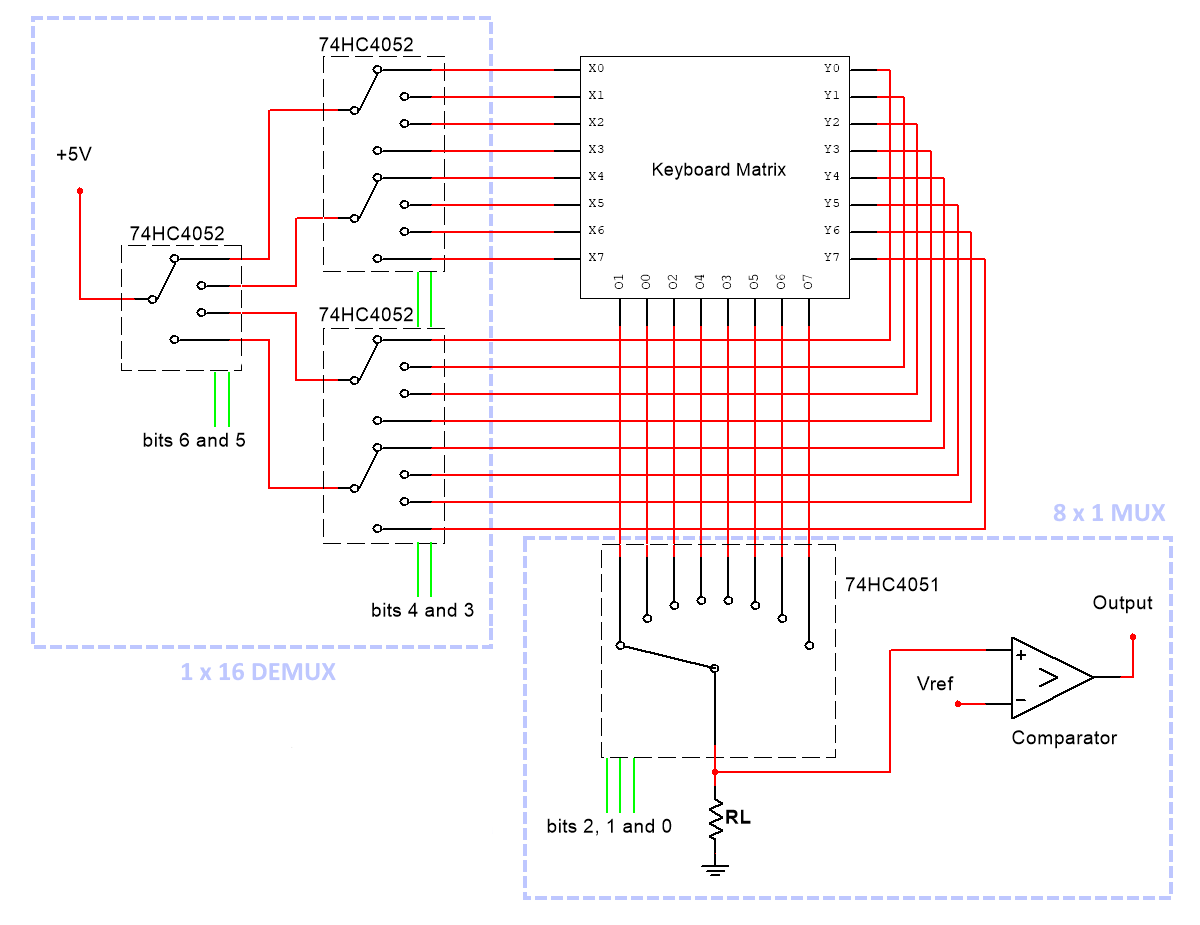 74HC4052
+5V
74HC4052
bits 6 and 5
74HC4052
bits 4 and 3
1 x 16 DEMUX
X0
X1
X2
X3
X4
X5
X6
X7
Keyboard Matrix
Y0
Y1
Y2
Y3
Y4
Y5
Y6
Y7
O1
O0
O2
O4
O3
O5
O6
O7
8 x 1 MUX
74HC4051
bits 2, 1 and 0
RL
Vref
+
>
−
Comparator
Output